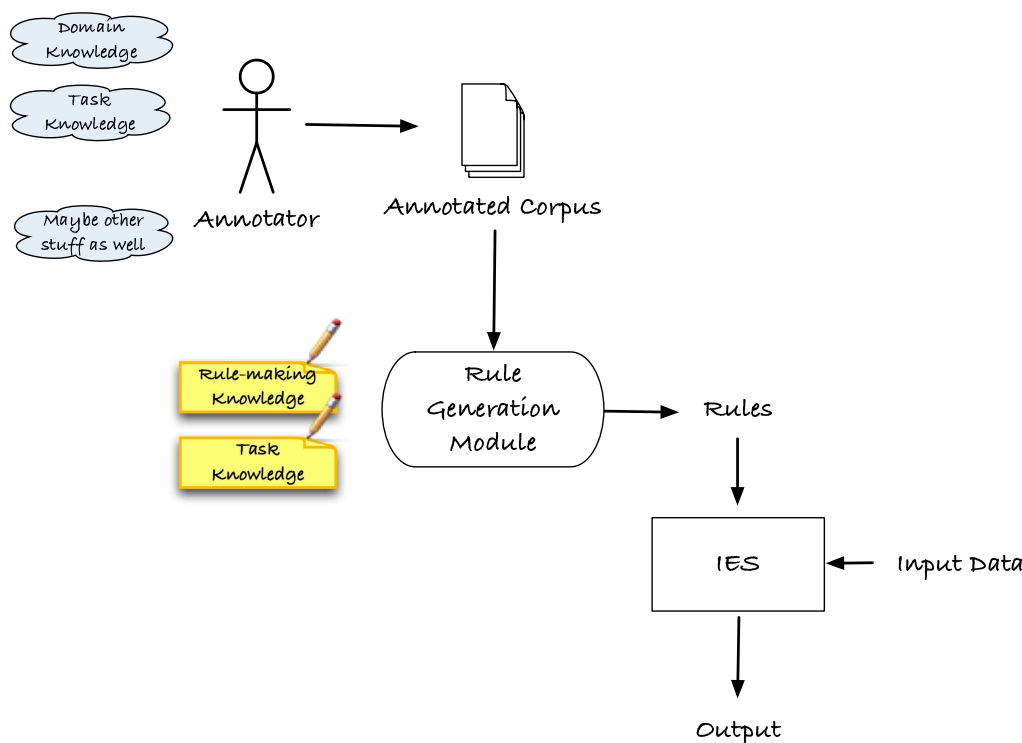 Domain
Knowledge
Task
Knowledge
Maybe other
stuff as well
Annotator
Annotated Corpus
Rule-making
Knowledge
Task
Knowledge
Rule
Generation
Module
Rules
IES
Input Data
Output